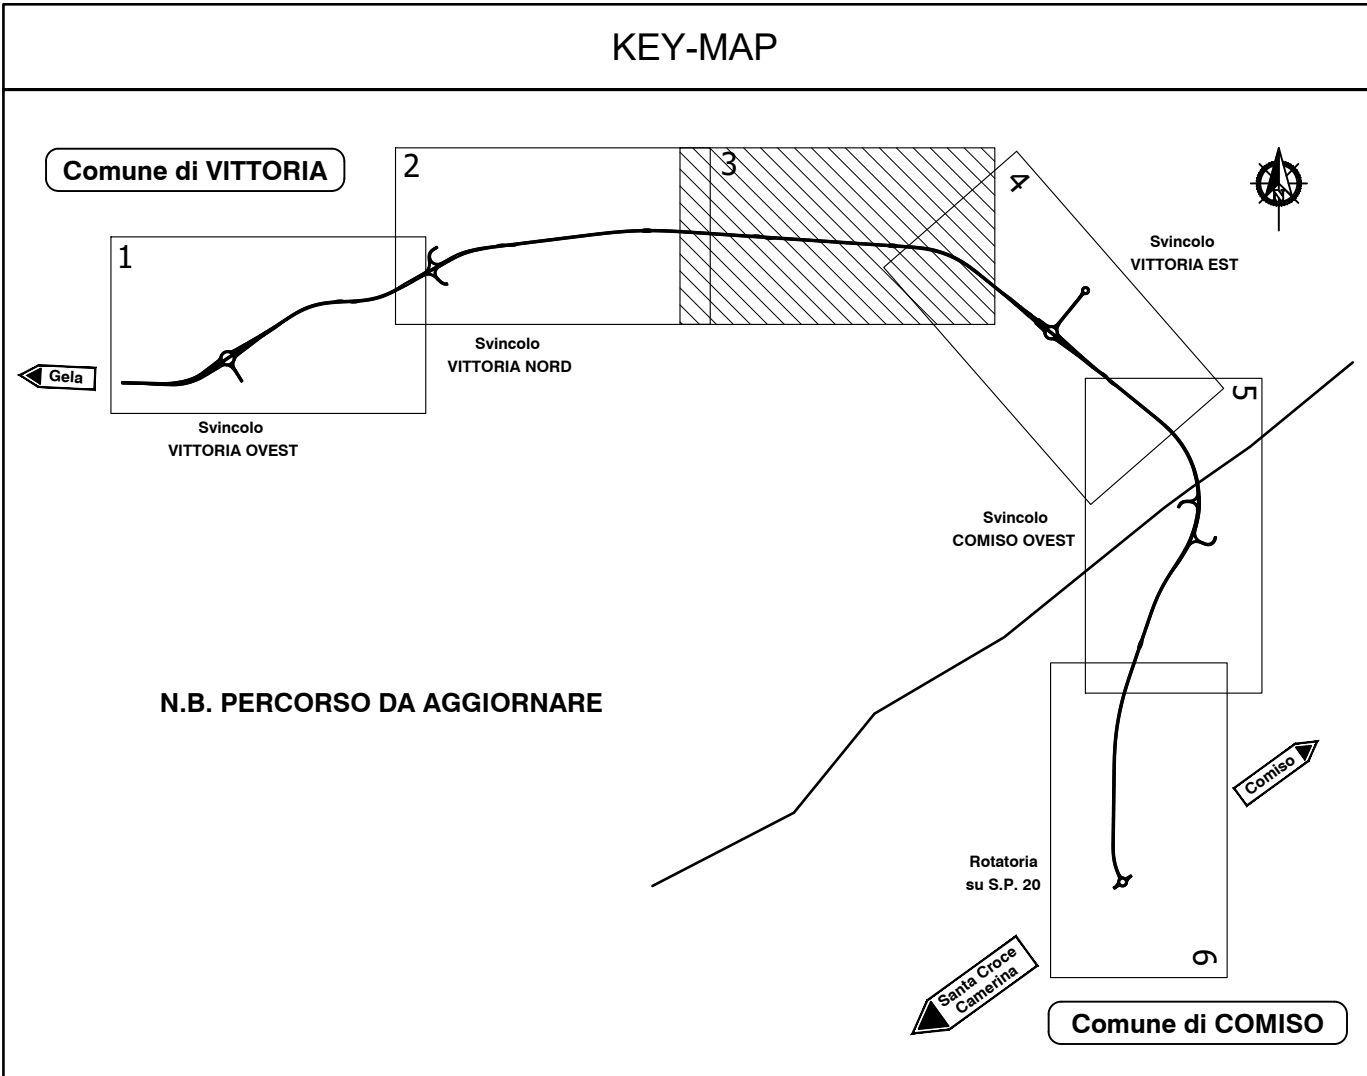 KEY-MAP
Comune di VITTORIA
2
3
4
N
Svincolo
VITTORIA EST
1
Svincolo
VITTORIA NORD
Gela
5
Svincolo
VITTORIA OVEST
Svincolo
COMISO OVEST
N.B. PERCORSO DA AGGIORNARE
Comiso
Rotatoria
su S.P. 20
6
Santa Croce
Camerina
Comune di COMISO